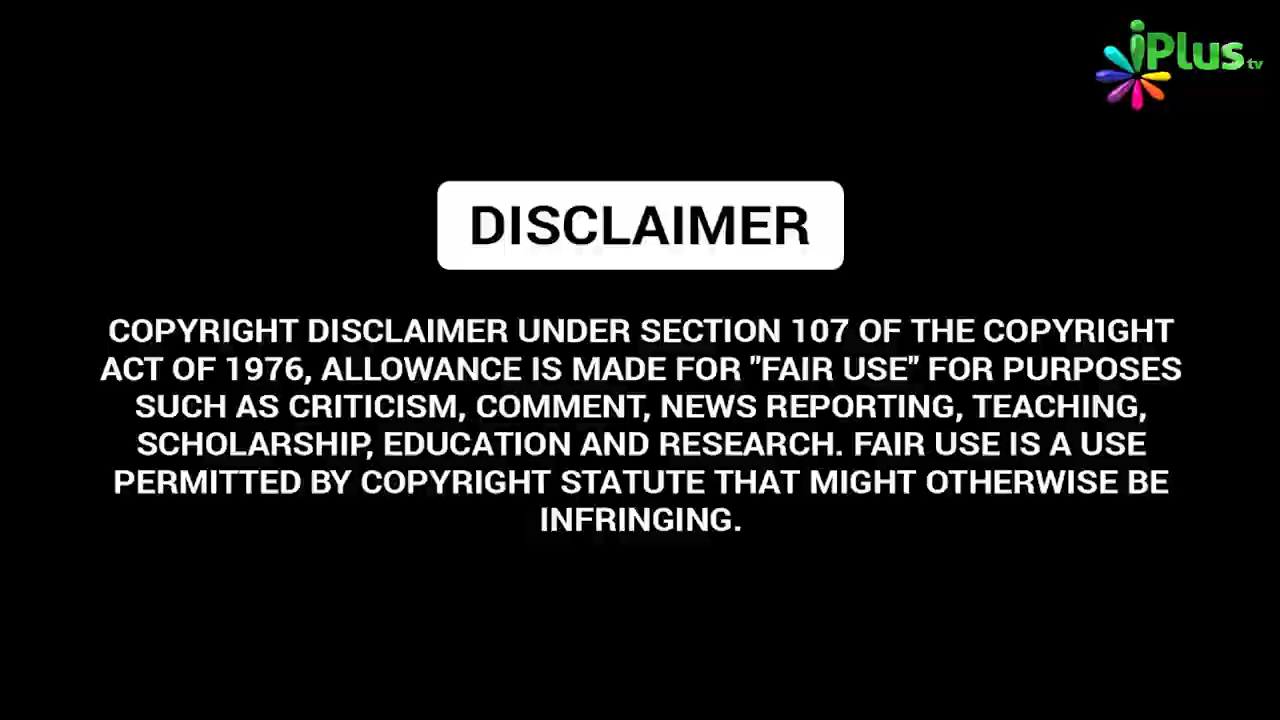 iPlus tv
DISCLAIMER
COPYRIGHT DISCLAIMER UNDER SECTION 107 OF THE COPYRIGHT
ACT OF 1976, ALLOWANCE IS MADE FOR "FAIR USE" FOR PURPOSES
SUCH AS CRITICISM, COMMENT, NEWS REPORTING, TEACHING,
SCHOLARSHIP, EDUCATION AND RESEARCH. FAIR USE IS A USE
PERMITTED BY COPYRIGHT STATUTE THAT MIGHT OTHERWISE BE
INFRINGING.